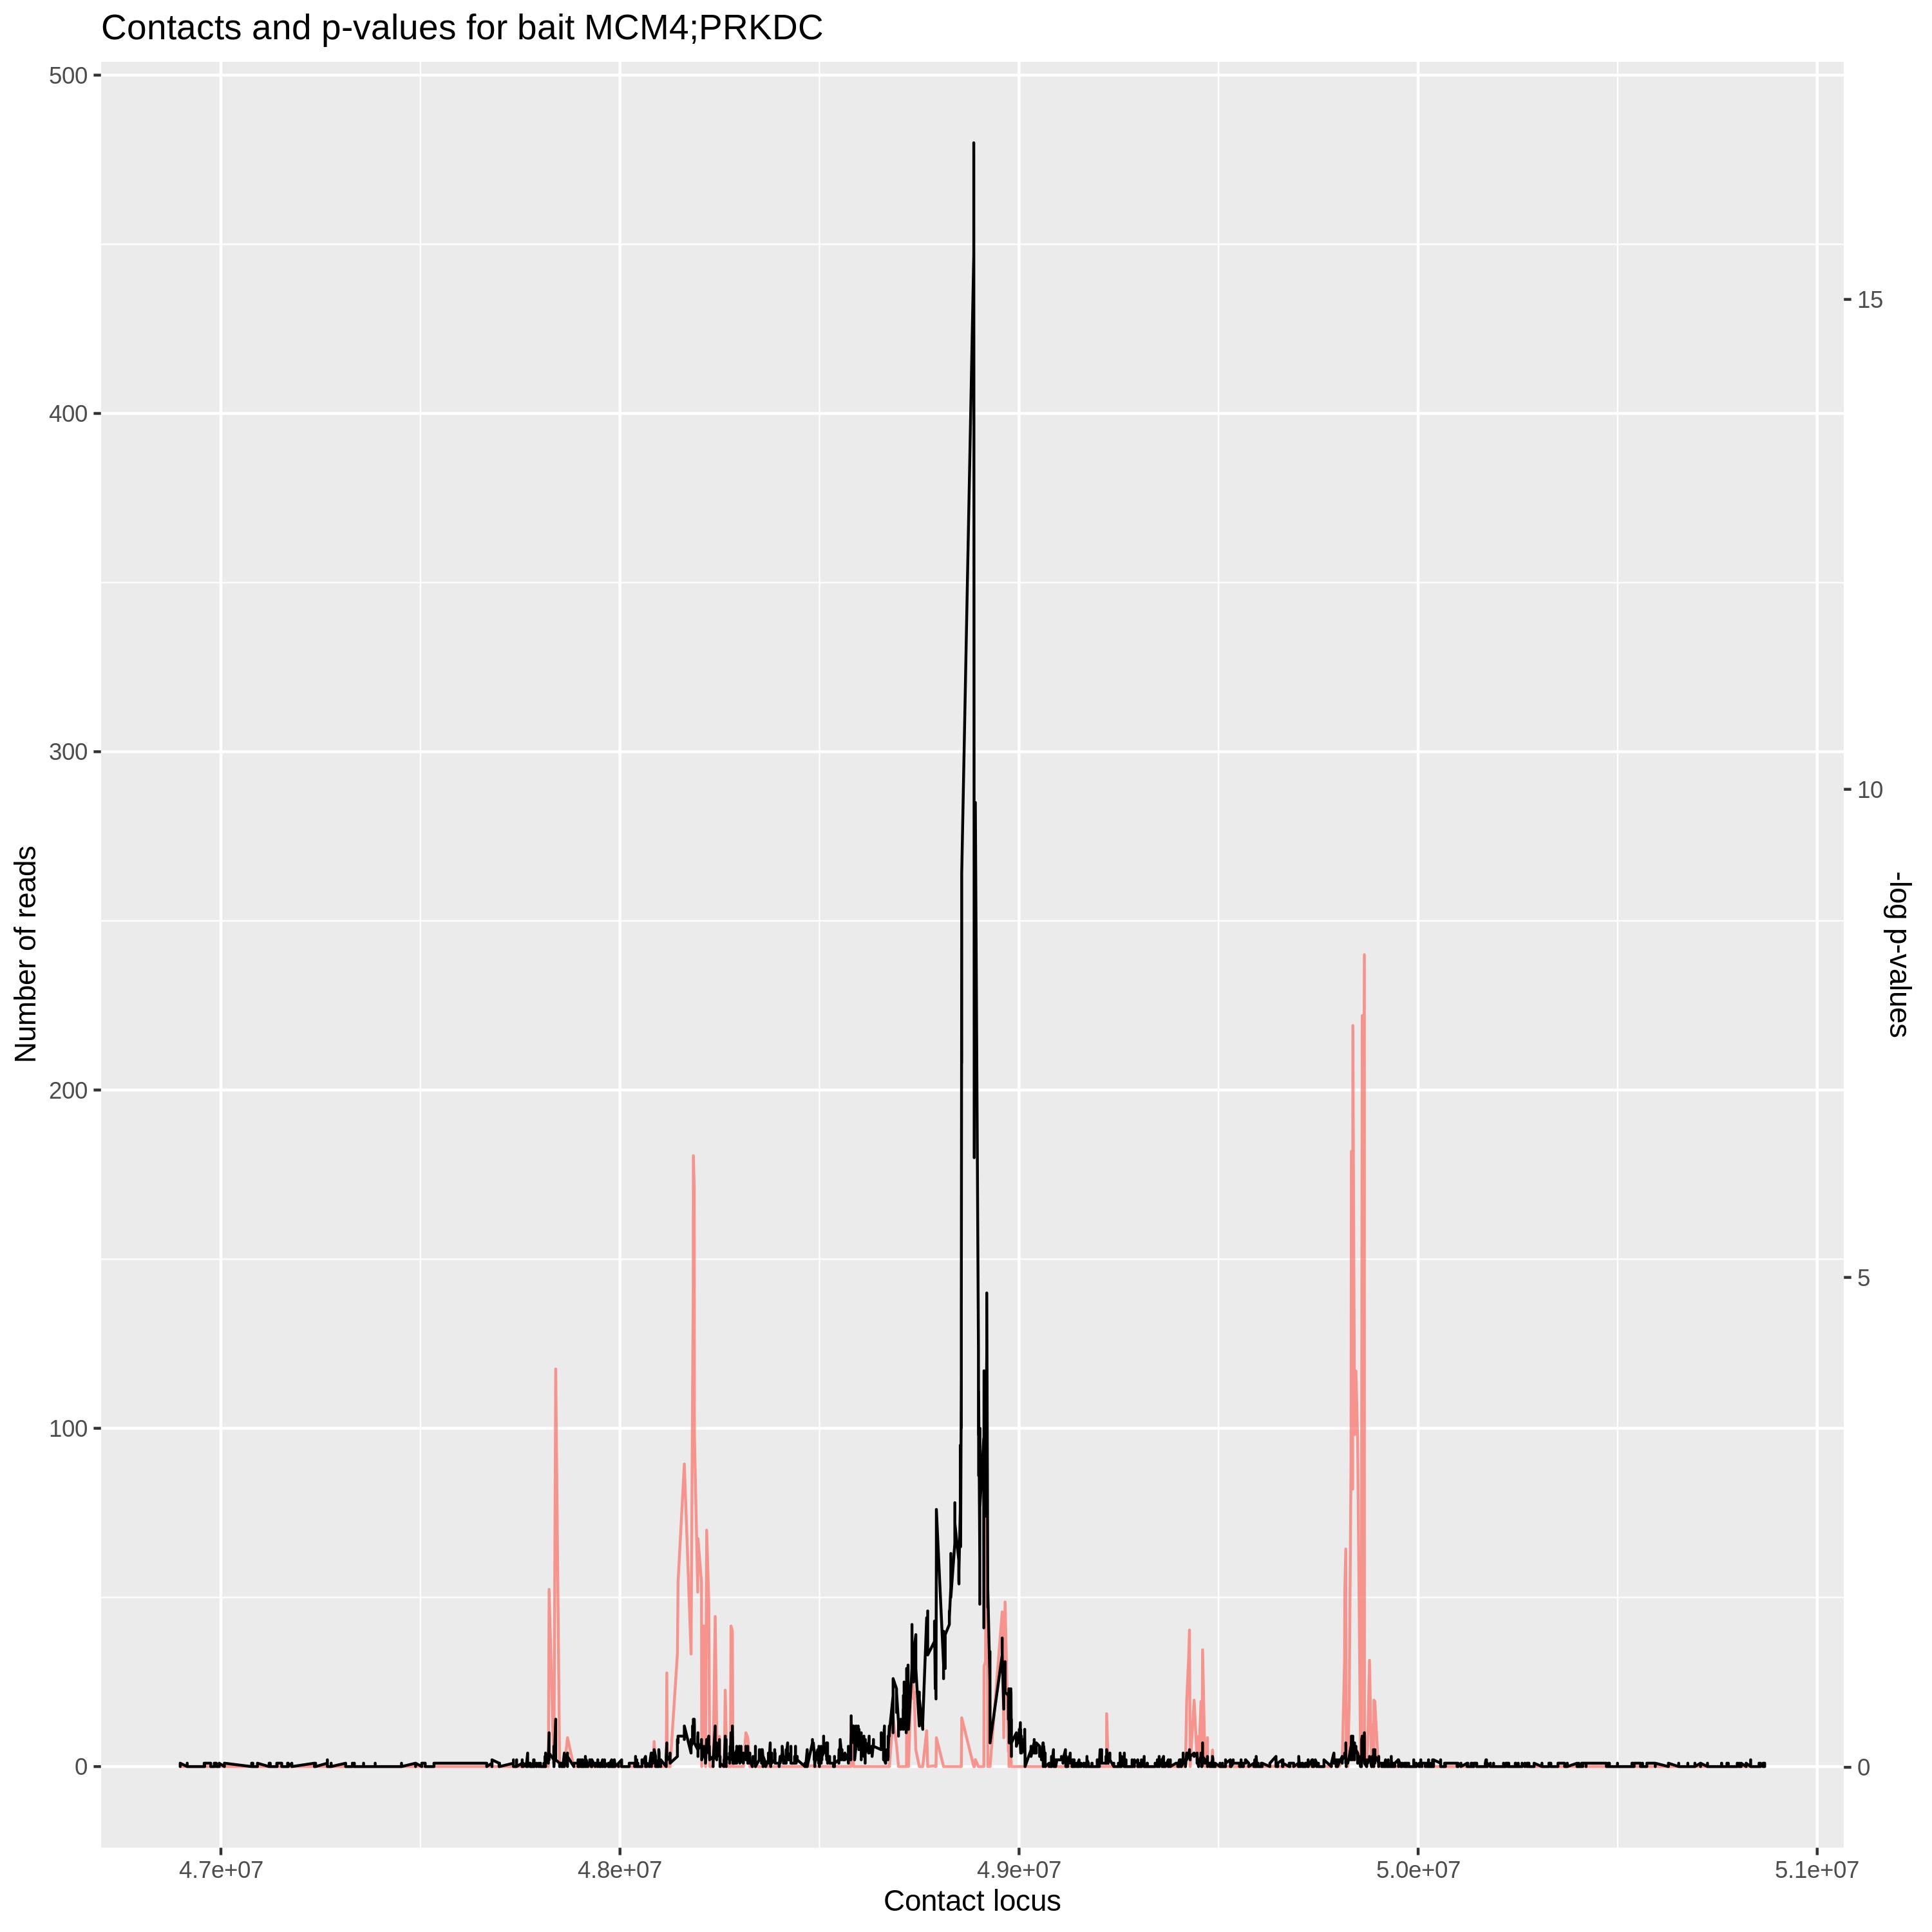 Contacts and p-values for bait MCM4;PRKDC
500
400
300
200
100
0
Number of reads
15
10
5
0
-log p-values
4.7e+07
4.8e+07
4.9e+07
5.0e+07
5.1e+07
Contact locus